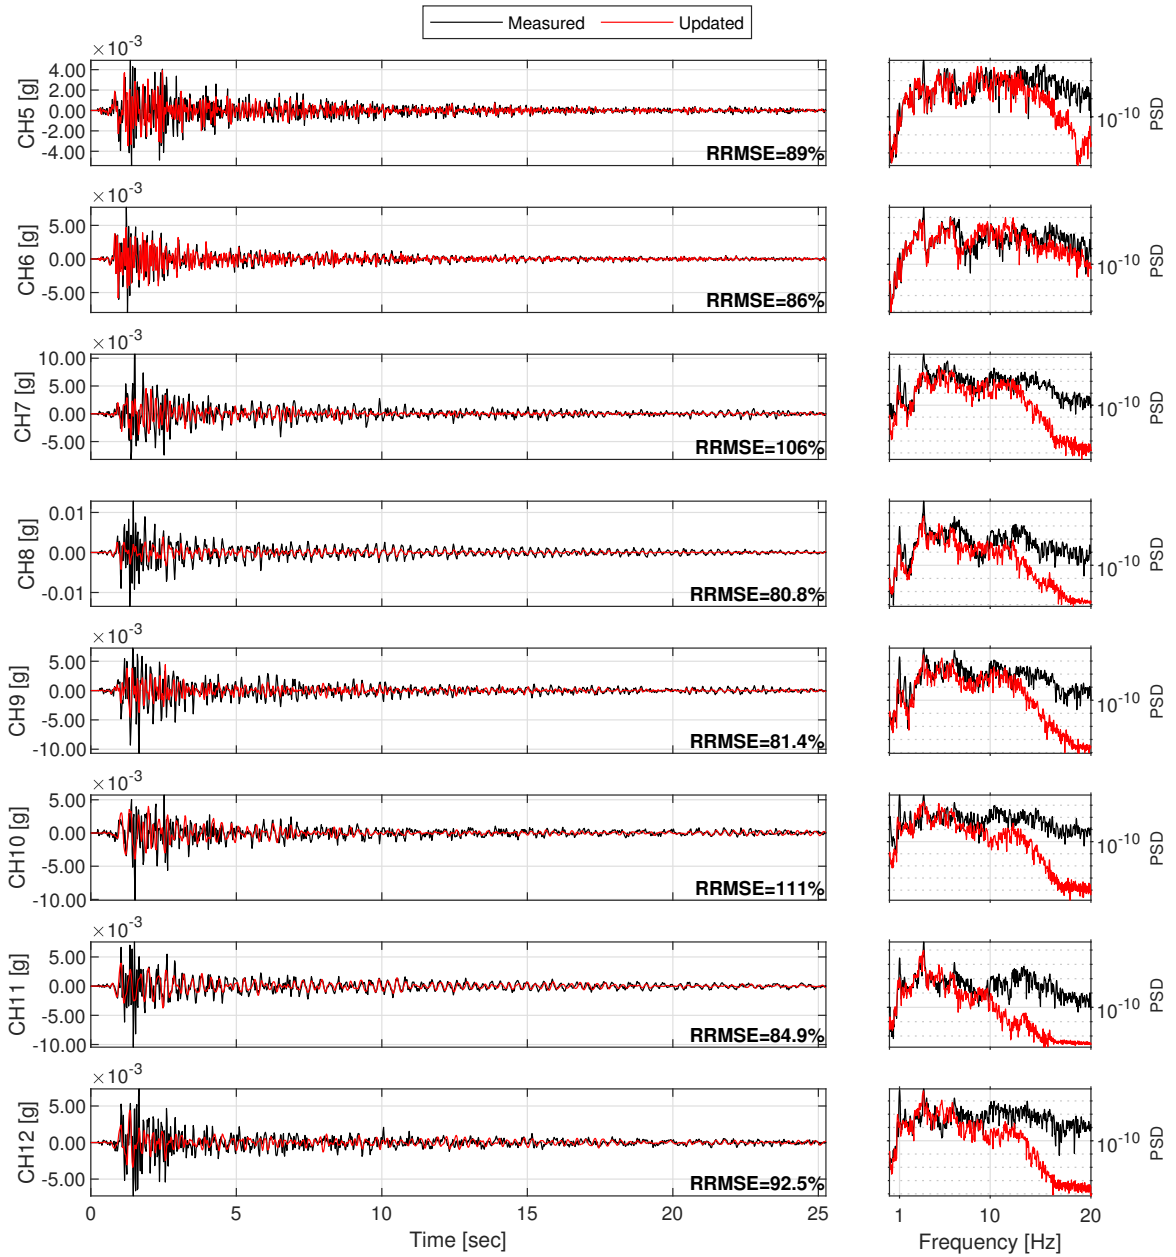 Measured Updated
×10⁻³
4.00
2.00
0.00
-2.00
-4.00
CH5 [g]
RRMSE=89%
10⁻¹⁰
PSD
×10⁻³
5.00
0.00
-5.00
CH6 [g]
RRMSE=86%
10⁻¹⁰
PSD
×10⁻³
10.00
5.00
0.00
-5.00
CH7 [g]
RRMSE=106%
10⁻¹⁰
PSD
0.01
0.00
-0.01
CH8 [g]
RRMSE=80.8%
10⁻¹⁰
PSD
×10⁻³
5.00
0.00
-5.00
-10.00
CH9 [g]
RRMSE=81.4%
10⁻¹⁰
PSD
×10⁻³
5.00
0.00
-5.00
-10.00
CH10 [g]
RRMSE=111%
10⁻¹⁰
PSD
×10⁻³
5.00
0.00
-5.00
-10.00
CH11 [g]
RRMSE=84.9%
10⁻¹⁰
PSD
×10⁻³
5.00
0.00
-5.00
CH12 [g]
RRMSE=92.5%
10⁻¹⁰
PSD
0 5 10 15 20 25
Time [sec]
1 10 20
Frequency [Hz]